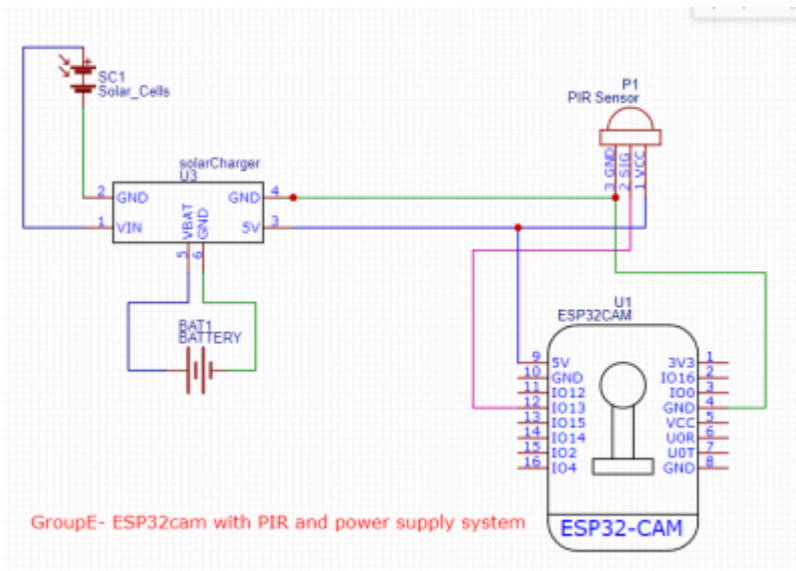 SC1
Solar_Cells
P1
PIR Sensor
3 GND
2 SIG
1 VCC
solarCharger
U3
2 GND
1 VIN
GND 4
5V 3
VBAT 5
GND 6
BAT1
BATTERY
U1
ESP32CAM
9 5V
10 GND
11 IO12
12 IO13
13 IO15
14 IO14
15 IO2
16 IO4
3V3 1
IO16 2
IO0 3
GND 4
VCC 5
U0R 6
U0T 7
GND 8
ESP32-CAM
GroupE- ESP32cam with PIR and power supply system